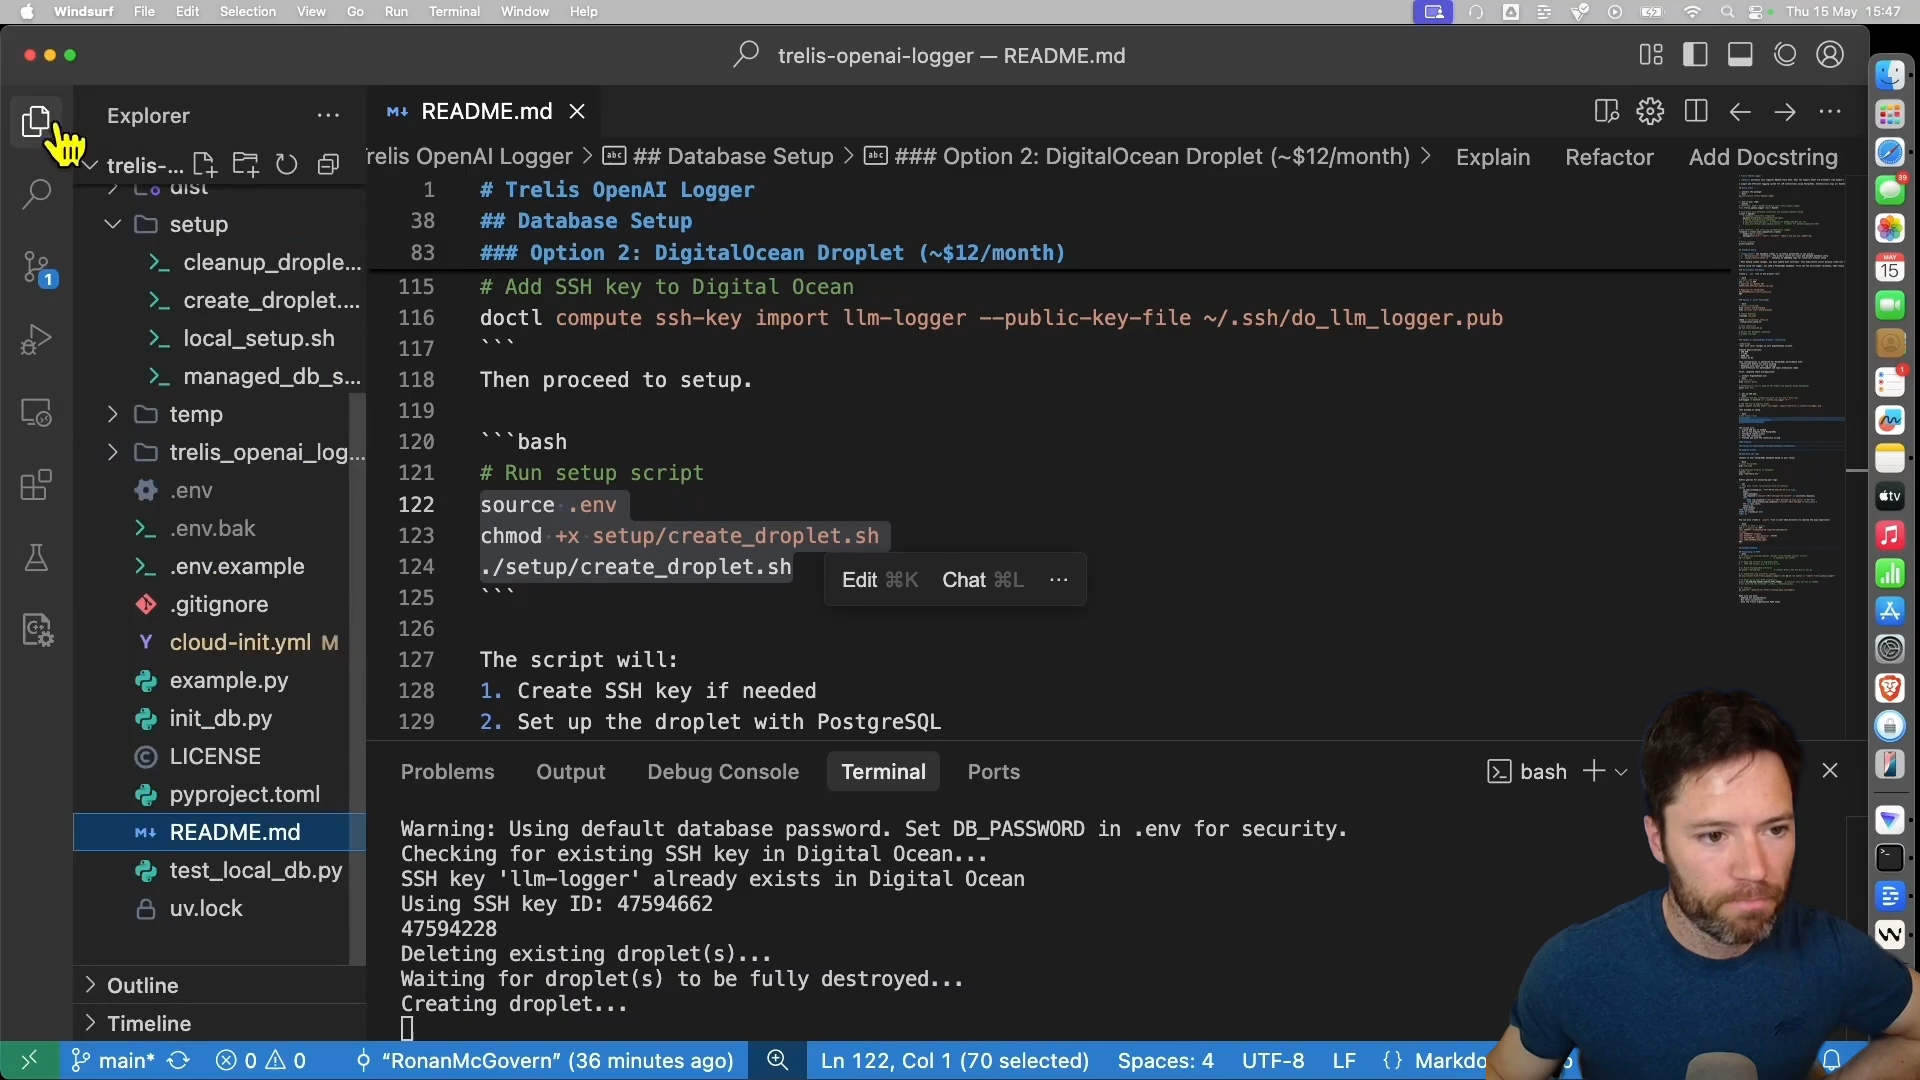 Windsurf File Edit Selection View Go Run Terminal Window Help
Thu 15 May 15:47
trelis-openai-logger — README.md
Explorer
README.md
trelis-...
relis OpenAI Logger > ## Database Setup > ### Option 2: DigitalOcean Droplet (~$12/month) >
Explain Refactor Add Docstring
dist
setup
cleanup_drople...
create_droplet....
local_setup.sh
managed_db_s...
temp
trelis_openai_log...
.env
.env.bak
.env.example
.gitignore
cloud-init.yml M
example.py
init_db.py
LICENSE
pyproject.toml
README.md
test_local_db.py
uv.lock
Outline
Timeline
1 # Trelis OpenAI Logger
38 ## Database Setup
83 ### Option 2: DigitalOcean Droplet (~$12/month)
115 # Add SSH key to Digital Ocean
116 doctl compute ssh-key import llm-logger --public-key-file ~/.ssh/do_llm_logger.pub
117 ```
118 Then proceed to setup.
119
120 ```bash
121 # Run setup script
122 source .env
123 chmod +x setup/create_droplet.sh
124 ./setup/create_droplet.sh
125 ```
126
127 The script will:
128 1. Create SSH key if needed
129 2. Set up the droplet with PostgreSQL
Edit ⌘K Chat ⌘L ...
Problems Output Debug Console Terminal Ports
bash
Warning: Using default database password. Set DB_PASSWORD in .env for security.
Checking for existing SSH key in Digital Ocean...
SSH key 'llm-logger' already exists in Digital Ocean
Using SSH key ID: 47594662
47594228
Deleting existing droplet(s)...
Waiting for droplet(s) to be fully destroyed...
Creating droplet...
main* 0 0 "RonanMcGovern" (36 minutes ago) Ln 122, Col 1 (70 selected) Spaces: 4 UTF-8 LF {} Markdo
1
39
MAY
15
1
tv